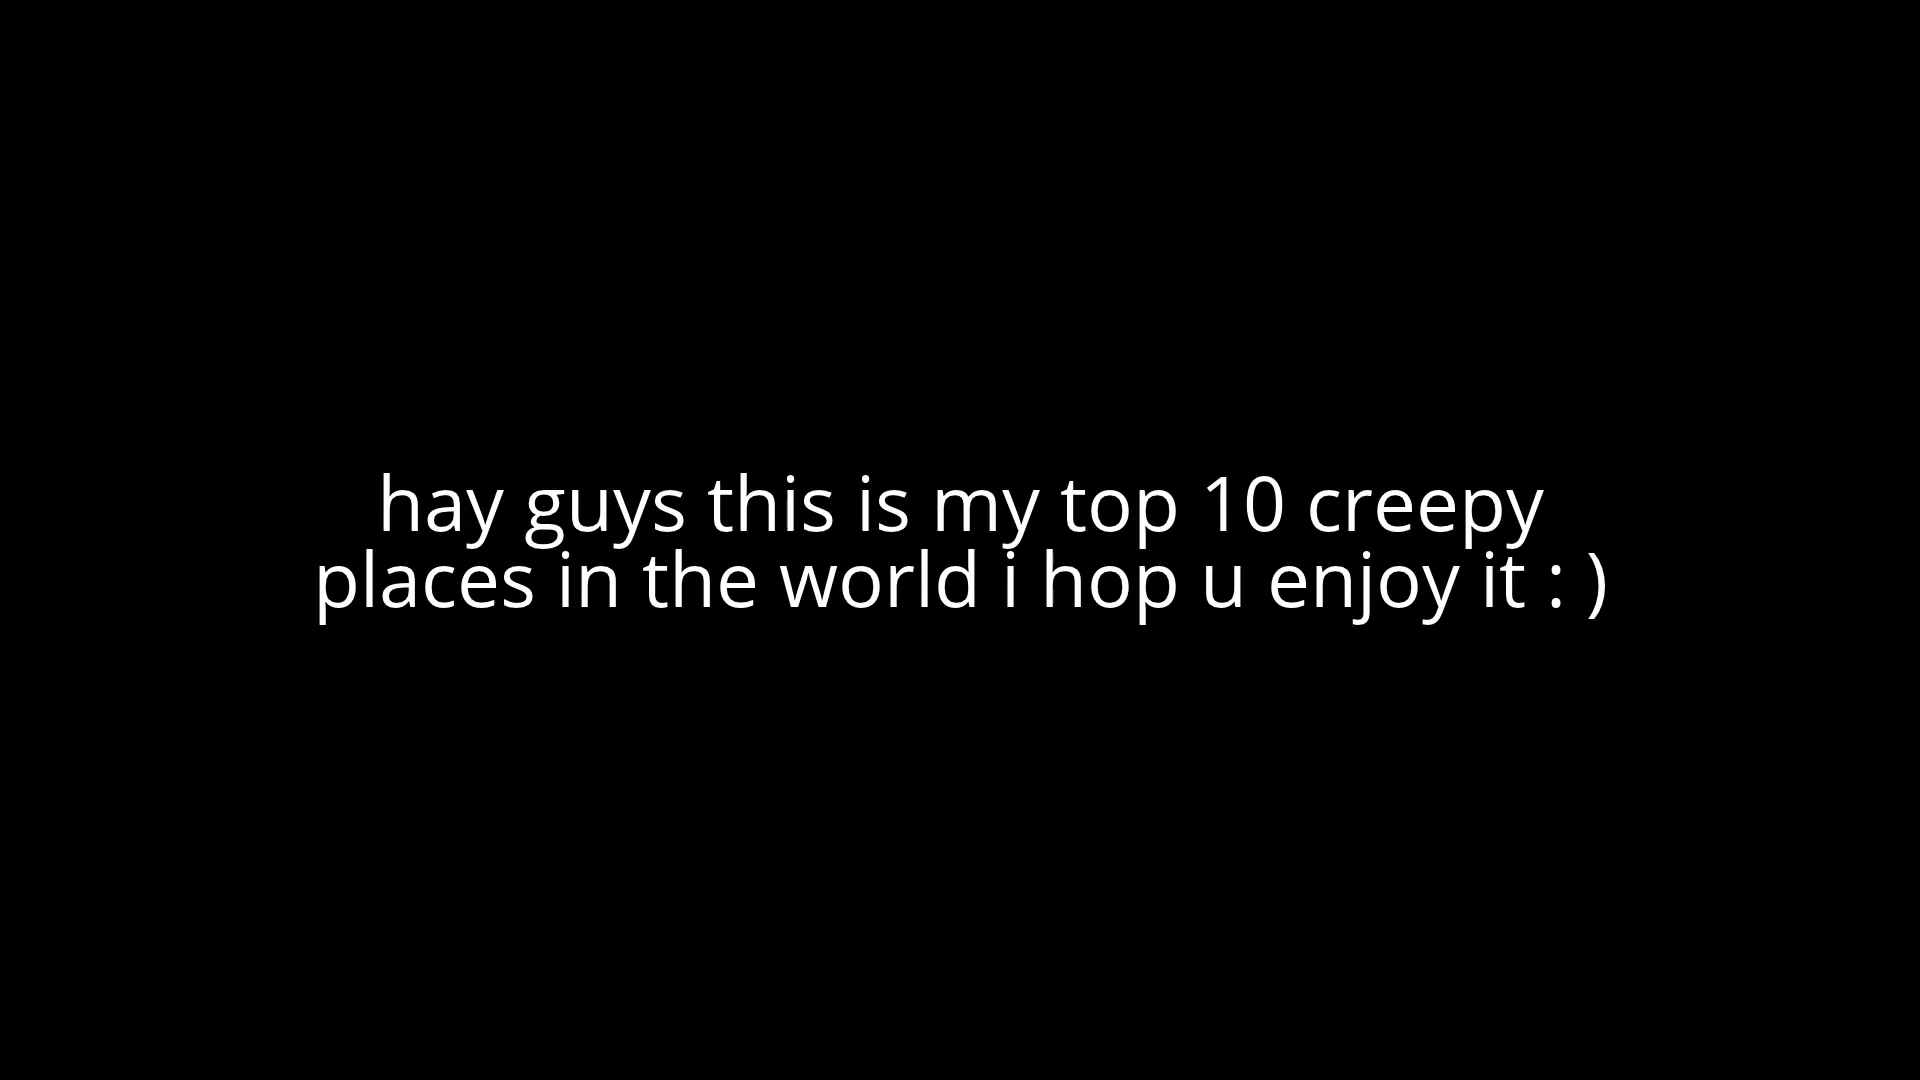 hay guys this is my top 10 creepy
places in the world i hop u enjoy it : )